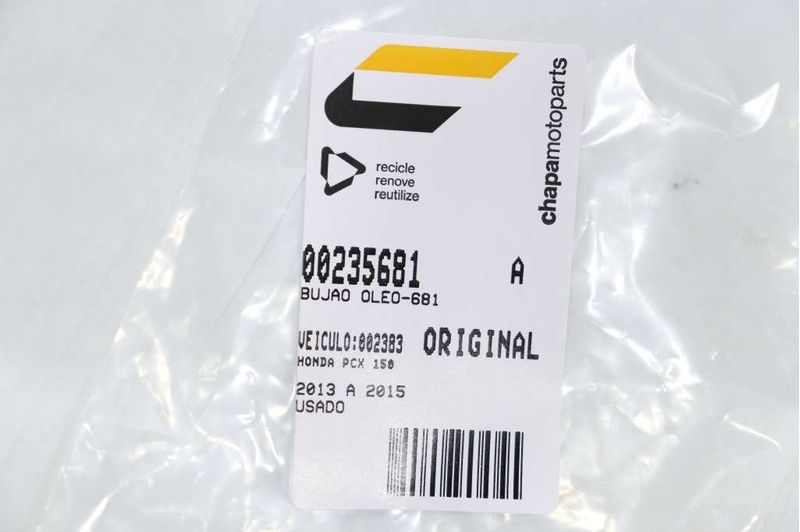 chapamotoparts
recicle
renove
reutilize
00235681 A
BUJAO OLEO-681
VEICULO:002383 ORIGINAL
HONDA PCX 150
2013 A 2015
USADO